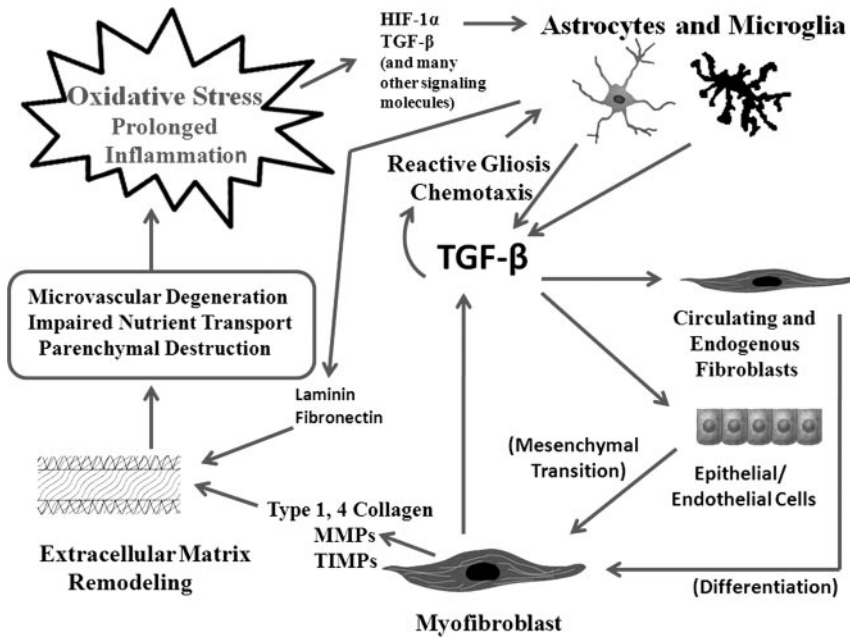 HIF-1α
TGF-β
(and many
other signaling
molecules)
Astrocytes and Microglia
Oxidative Stress
Prolonged
Inflammation
Reactive Gliosis
Chemotaxis
TGF-β
Microvascular Degeneration
Impaired Nutrient Transport
Parenchymal Destruction
Circulating and
Endogenous
Fibroblasts
Laminin
Fibronectin
(Mesenchymal
Transition)
Epithelial/
Endothelial Cells
Type 1, 4 Collagen
MMPs
TIMPs
Extracellular Matrix
Remodeling
(Differentiation)
Myofibroblast